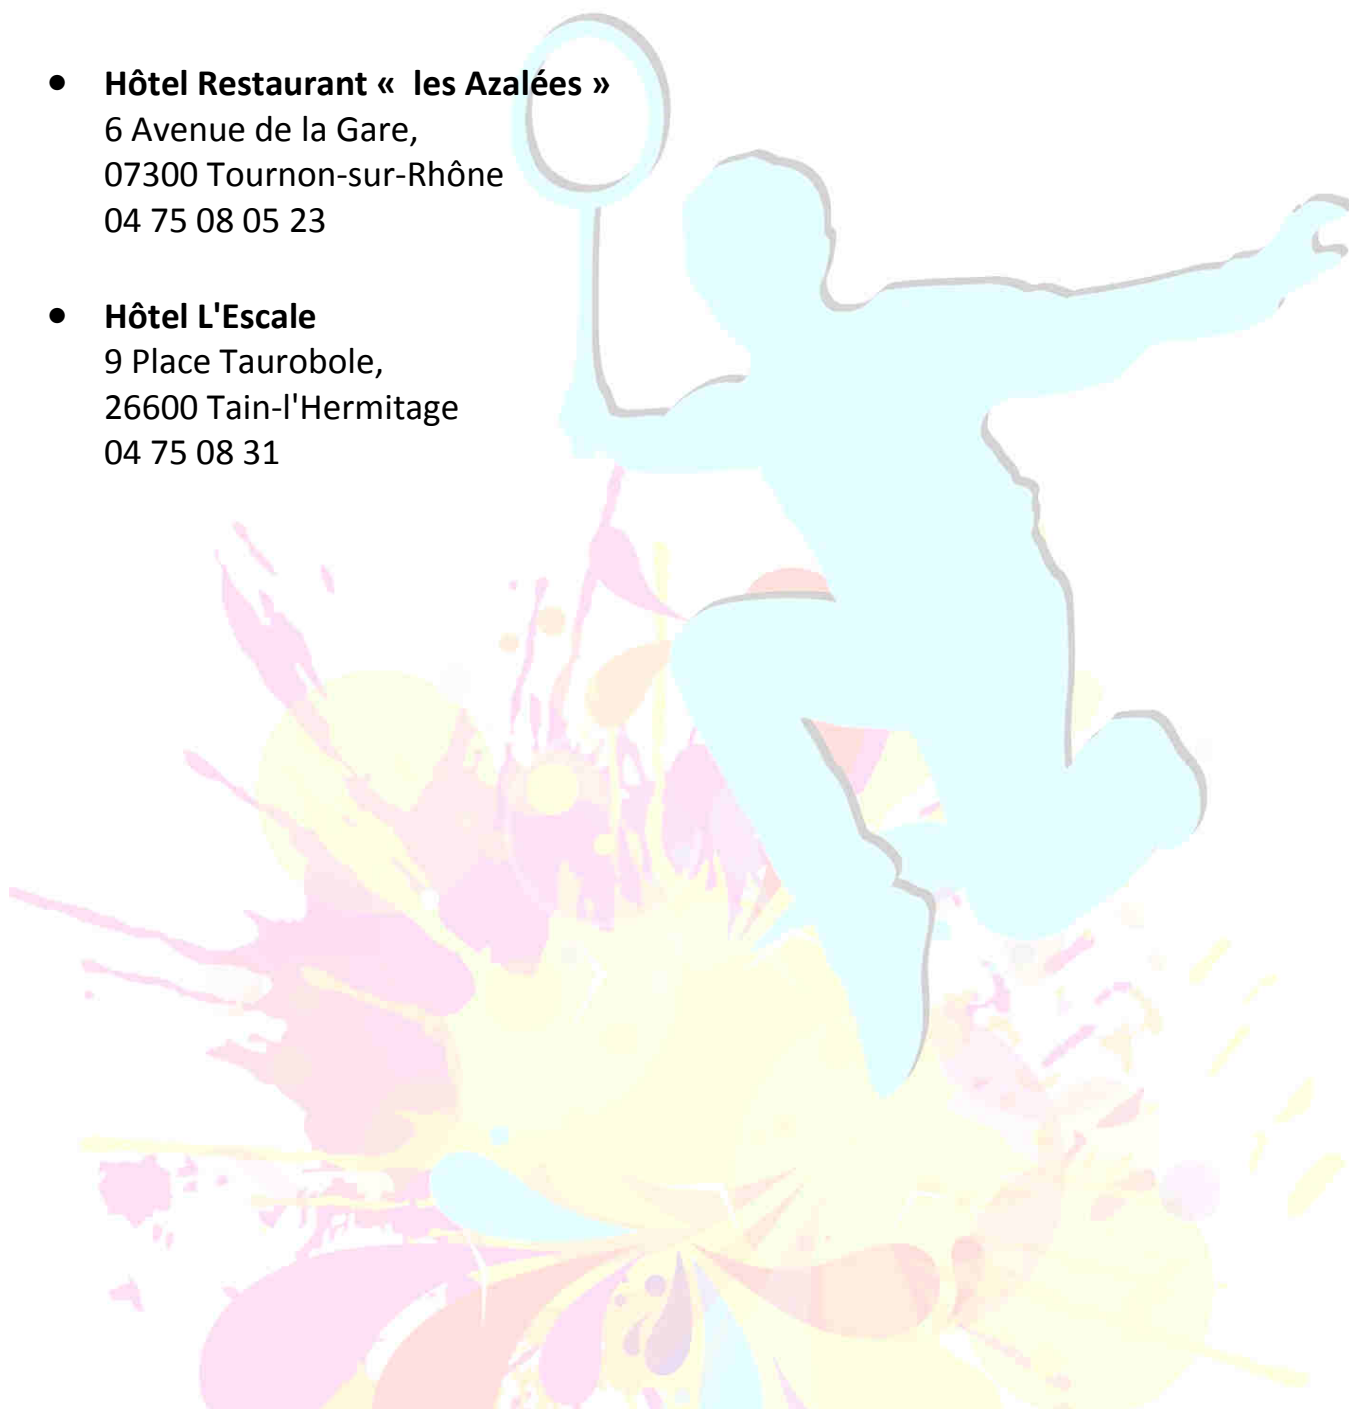 • Hôtel Restaurant «  les Azalées »
6 Avenue de la Gare,
07300 Tournon-sur-Rhône
04 75 08 05 23
• Hôtel L'Escale
9 Place Taurobole,
26600 Tain-l'Hermitage
04 75 08 31